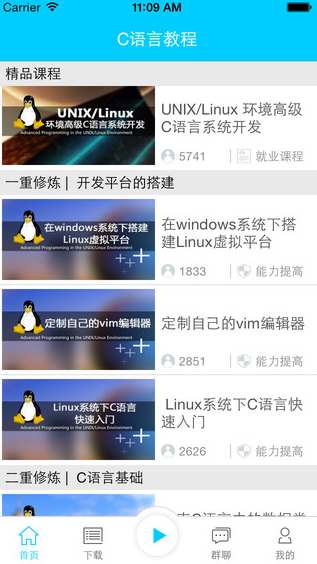 Carrier
11:09 AM
C语言教程
精品课程
UNIX/Linux
环境高级C语言系统开发
Advanced Programming in the UNDI/Linux Environment
UNIX/Linux 环境高级
C语言系统开发
5741
就业课程
一重修炼 | 开发平台的搭建
在windows系统下搭建
Linux虚拟平台
Advanced Programming in the UNDI/Linux Environment
在windows系统下搭
建Linux虚拟平台
1833
能力提高
定制自己的vim编辑器
Advanced Programming in the UNDI/Linux Environment
定制自己的vim编辑器
2851
能力提高
Linux系统下C语言
快速入门
Advanced Programming in the UNDI/Linux Environment
Linux系统下C语言快
速入门
2626
能力提高
二重修炼 | C语言基础
首页
下载
群聊
我的